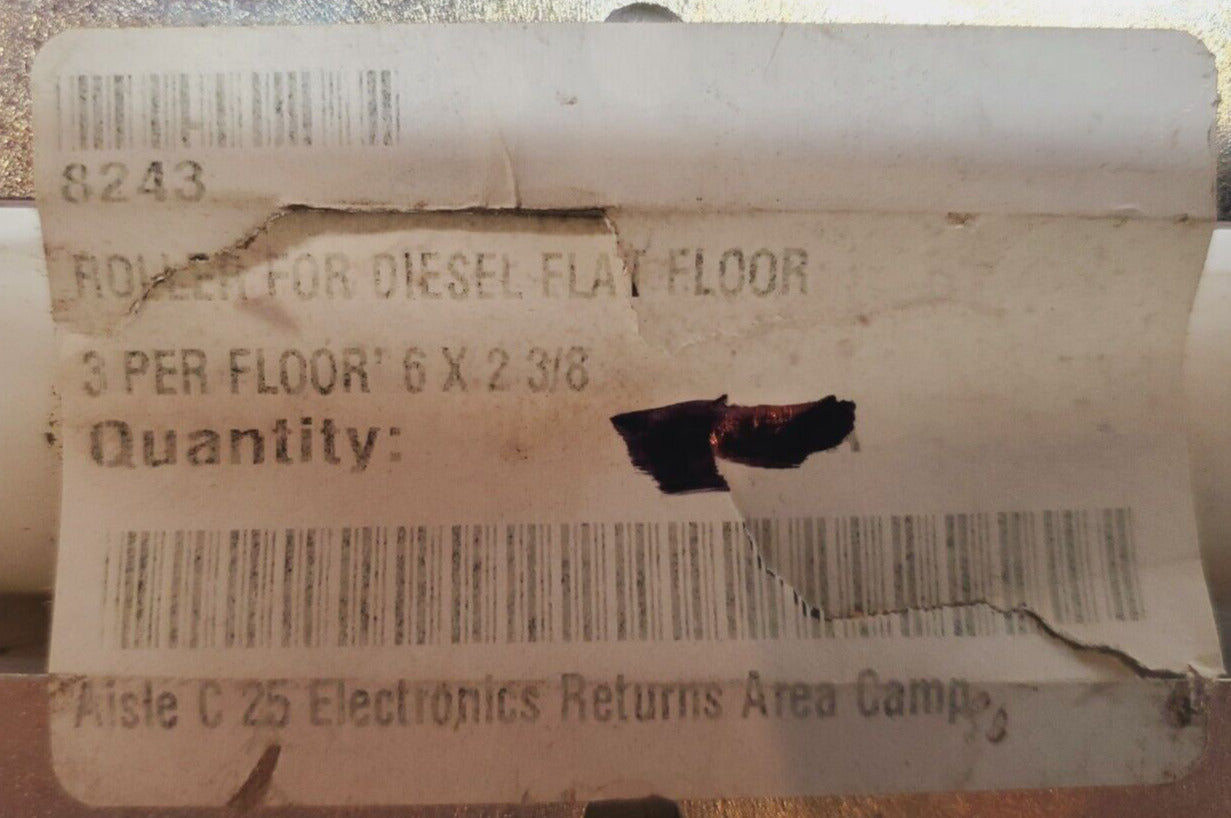 8243
ROLLER FOR DIESEL FLAT FLOOR
3 PER FLOOR' 6 X 2 3/8
Quantity:
Aisle C 25 Electronics Returns Area Camp